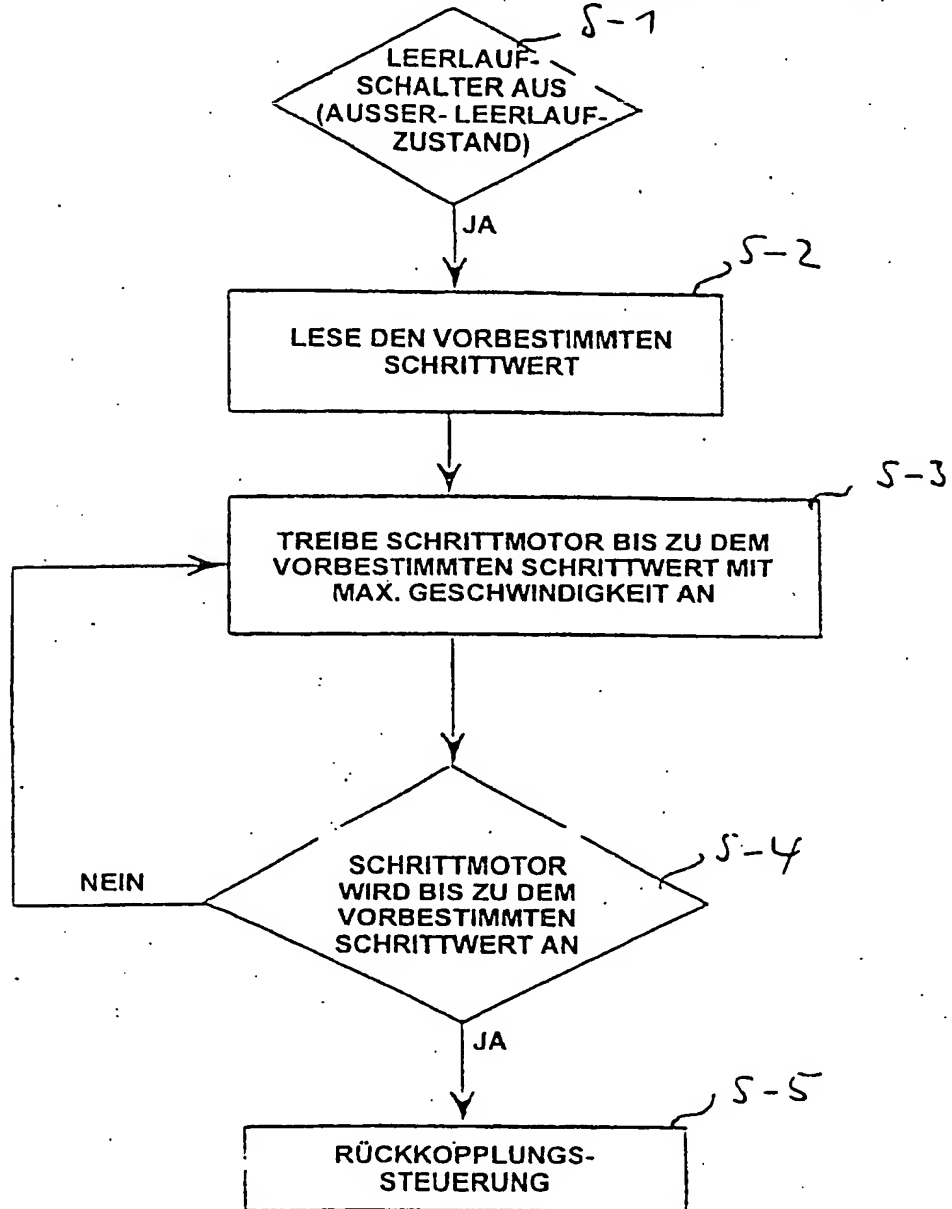 S-1
LEERLAUF-
SCHALTER AUS
(AUSSER- LEERLAUF-
ZUSTAND)
JA
S-2
LESE DEN VORBESTIMMTEN
SCHRITTWERT
S-3
TREIBE SCHRITTMOTOR BIS ZU DEM
VORBESTIMMTEN SCHRITTWERT MIT
MAX. GESCHWINDIGKEIT AN
S-4
NEIN
SCHRITTMOTOR
WIRD BIS ZU DEM
VORBESTIMMTEN
SCHRITTWERT AN
JA
S-5
RÜCKKOPPLUNGS-
STEUERUNG